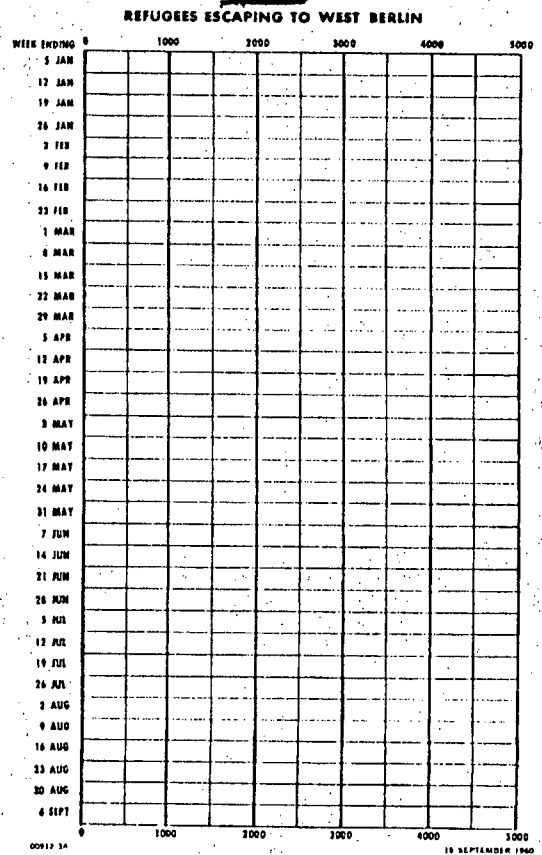 REFUGEES ESCAPING TO WEST BERLIN
WEEK ENDING 0 1000 2000 3000 4000 5000
5 JAN
12 JAN
19 JAN
26 JAN
2 FEB
9 FEB
16 FEB
23 FEB
1 MAR
8 MAR
15 MAR
22 MAR
29 MAR
5 APR
12 APR
19 APR
26 APR
3 MAY
10 MAY
17 MAY
24 MAY
31 MAY
7 JUN
14 JUN
21 JUN
28 JUN
5 JUL
12 JUL
19 JUL
26 JUL
2 AUG
9 AUG
16 AUG
23 AUG
30 AUG
6 SEPT
0 1000 2000 3000 4000 5000
00912 3A 15 SEPTEMBER 1960